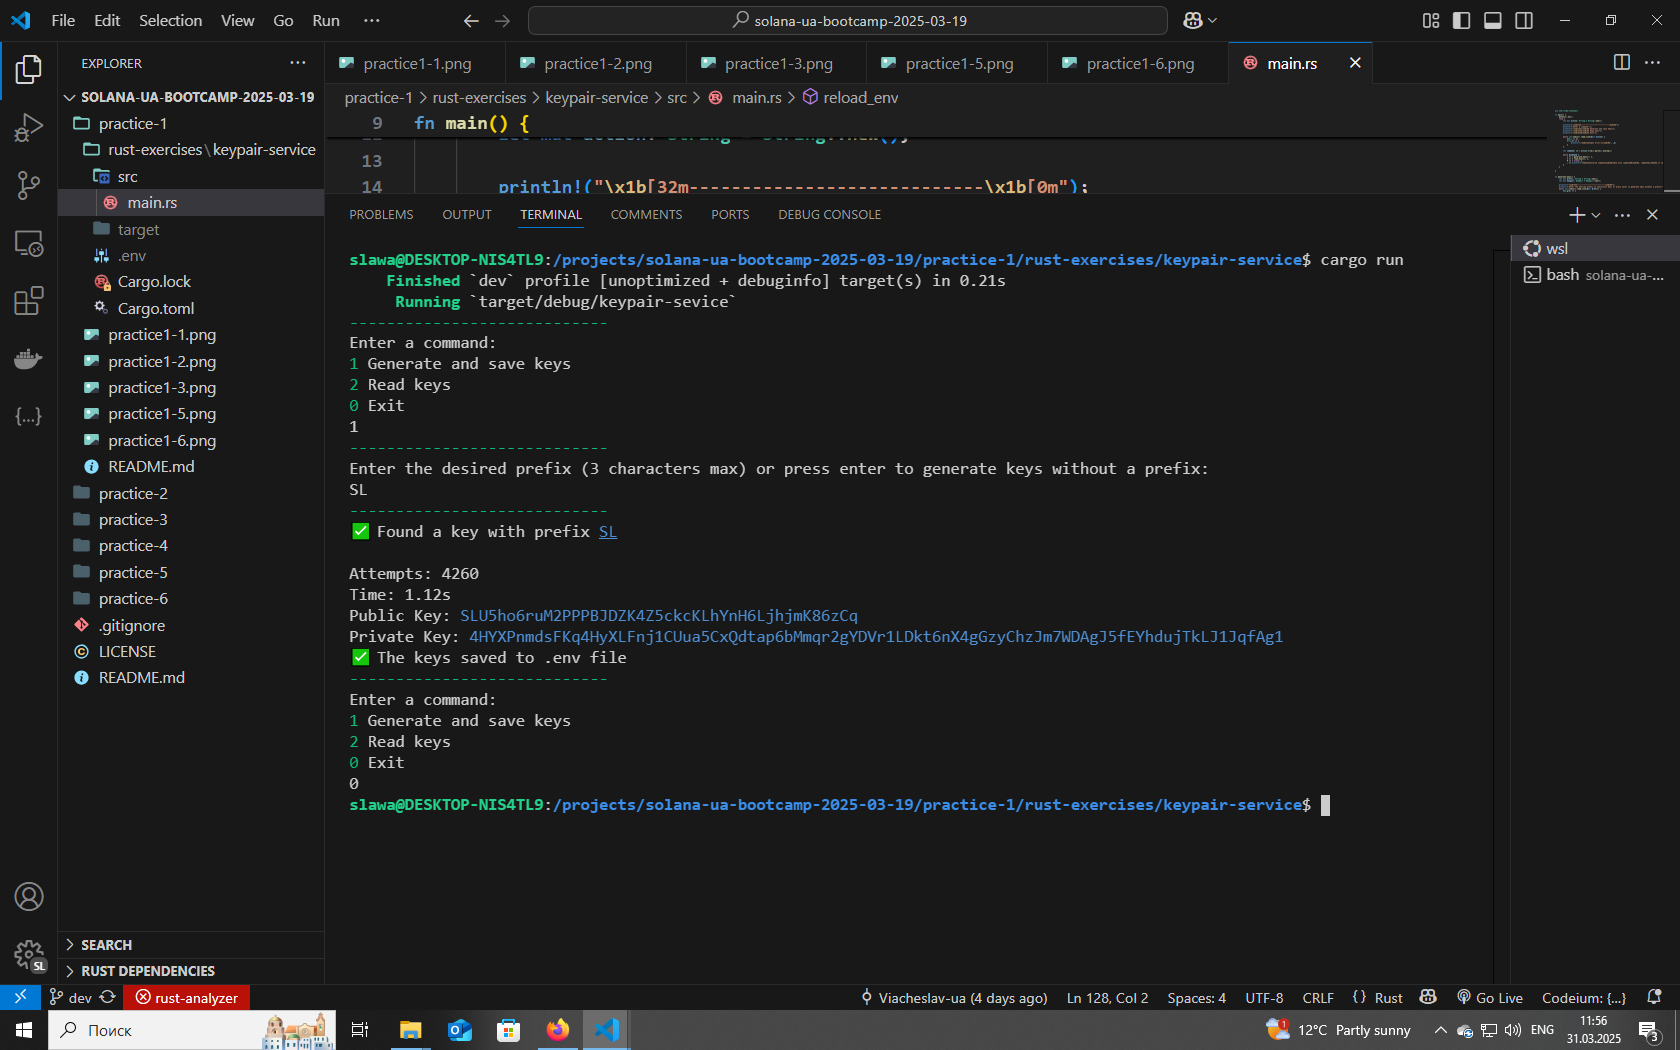 File Edit Selection View Go Run ···
solana-ua-bootcamp-2025-03-19
EXPLORER ···
SOLANA-UA-BOOTCAMP-2025-03-19
practice-1
rust-exercises\keypair-service
src
main.rs
target
.env
Cargo.lock
Cargo.toml
practice1-1.png
practice1-2.png
practice1-3.png
practice1-5.png
practice1-6.png
README.md
practice-2
practice-3
practice-4
practice-5
practice-6
.gitignore
LICENSE
README.md
SEARCH
RUST DEPENDENCIES
practice1-1.png practice1-2.png practice1-3.png practice1-5.png practice1-6.png main.rs
practice-1 > rust-exercises > keypair-service > src > main.rs > reload_env
9 fn main() {
13
14 println!("\x1b[32m----------------------------\x1b[0m");
PROBLEMS OUTPUT TERMINAL COMMENTS PORTS DEBUG CONSOLE
slawa@DESKTOP-NIS4TL9:/projects/solana-ua-bootcamp-2025-03-19/practice-1/rust-exercises/keypair-service$ cargo run
Finished `dev` profile [unoptimized + debuginfo] target(s) in 0.21s
Running `target/debug/keypair-sevice`
----------------------------
Enter a command:
1 Generate and save keys
2 Read keys
0 Exit
1
----------------------------
Enter the desired prefix (3 characters max) or press enter to generate keys without a prefix:
SL
----------------------------
✅ Found a key with prefix SL
Attempts: 4260
Time: 1.12s
Public Key: SLU5ho6ruM2PPPBJDZK4Z5ckcKLhYnH6LjhjmK86zCq
Private Key: 4HYXPnmdsFKq4HyXLFnj1CUua5CxQdtap6bMmqr2gYDVr1LDkt6nX4gGzyChzJm7WDAgJ5fEYhdujTkLJ1JqfAg1
✅ The keys saved to .env file
----------------------------
Enter a command:
1 Generate and save keys
2 Read keys
0 Exit
0
slawa@DESKTOP-NIS4TL9:/projects/solana-ua-bootcamp-2025-03-19/practice-1/rust-exercises/keypair-service$
wsl
bash solana-ua-...
SL
dev rust-analyzer Viacheslav-ua (4 days ago) Ln 128, Col 2 Spaces: 4 UTF-8 CRLF {} Rust Go Live Codeium: {...}
Поиск 1 12°C Partly sunny ENG 11:56 3
31.03.2025